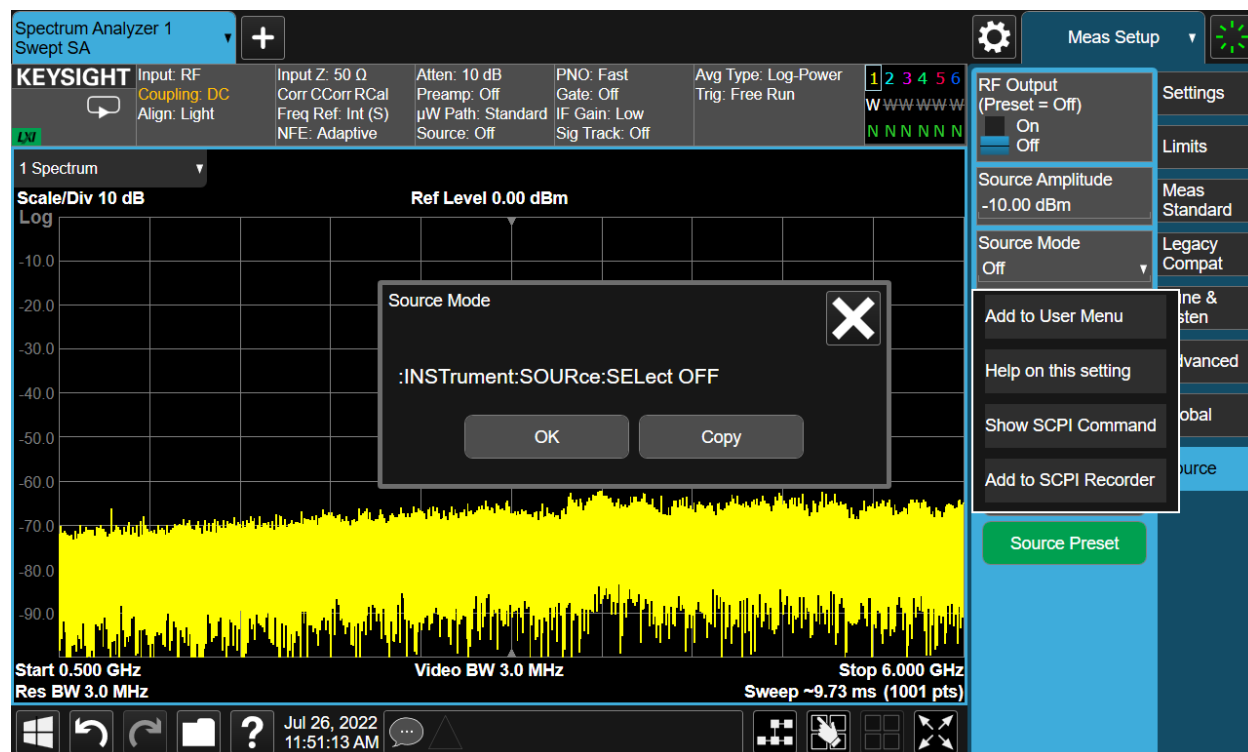 Spectrum Analyzer 1
Swept SA
Meas Setup
KEYSIGHT
LXI
Input: RF
Coupling: DC
Align: Light
Input Z: 50 Ω
Corr CCorr RCal
Freq Ref: Int (S)
NFE: Adaptive
Atten: 10 dB
Preamp: Off
µW Path: Standard
Source: Off
PNO: Fast
Gate: Off
IF Gain: Low
Sig Track: Off
Avg Type: Log-Power
Trig: Free Run
1 2 3 4 5 6
W W W W W W
N N N N N N
1 Spectrum
Scale/Div 10 dB
Ref Level 0.00 dBm
Log
-10.0
-20.0
-30.0
-40.0
-50.0
-60.0
-70.0
-80.0
-90.0
Source Mode
:INSTrument:SOURce:SELect OFF
OK
Copy
Start 0.500 GHz
Video BW 3.0 MHz
Stop 6.000 GHz
Res BW 3.0 MHz
Sweep ~9.73 ms (1001 pts)
Jul 26, 2022
11:51:13 AM
RF Output
(Preset = Off)
On
Off
Source Amplitude
-10.00 dBm
Source Mode
Off
Add to User Menu
Help on this setting
Show SCPI Command
Add to SCPI Recorder
Source Preset
Settings
Limits
Meas
Standard
Legacy
Compat